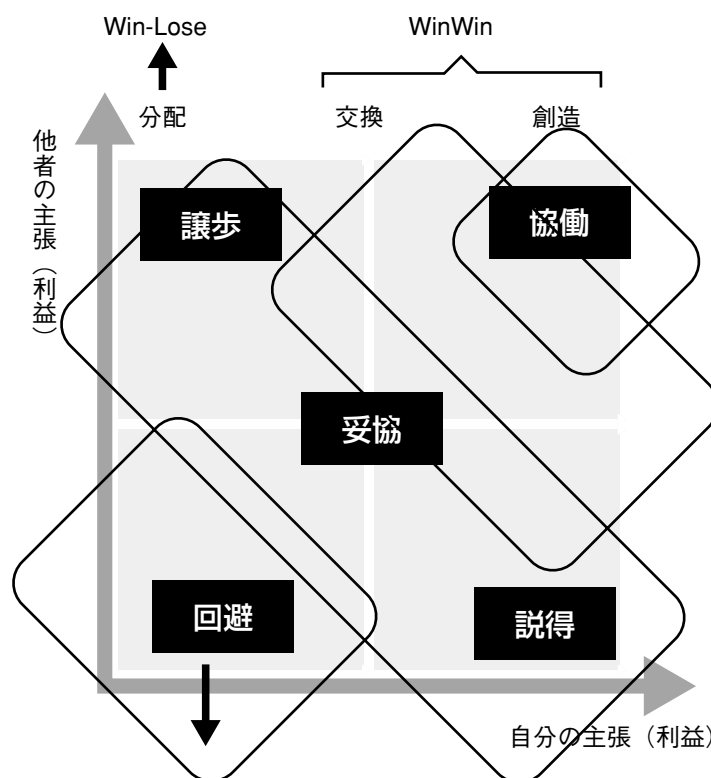 Win-Lose
WinWin
分配
交換
創造
他者の主張（利益）
譲歩
協働
妥協
回避
説得
自分の主張（利益）